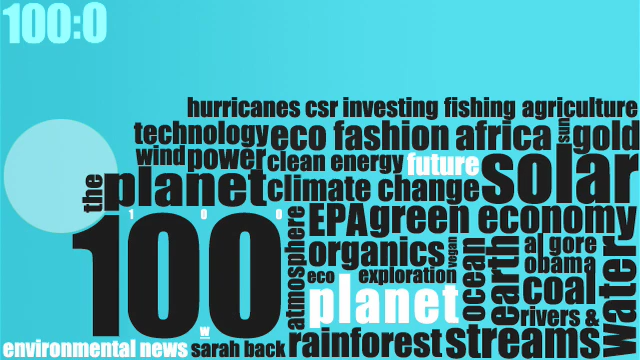 100:0
hurricanes csr investing fishing agriculture
technology eco fashion africa sun gold
wind power clean energy future solar
the planet climate change
1 0 0
100
atmosphere EPA green economy
organics vegan ocean earth al gore
obama
eco exploration coal water
planet rivers &
w
environmental news sarah back rainforest streams